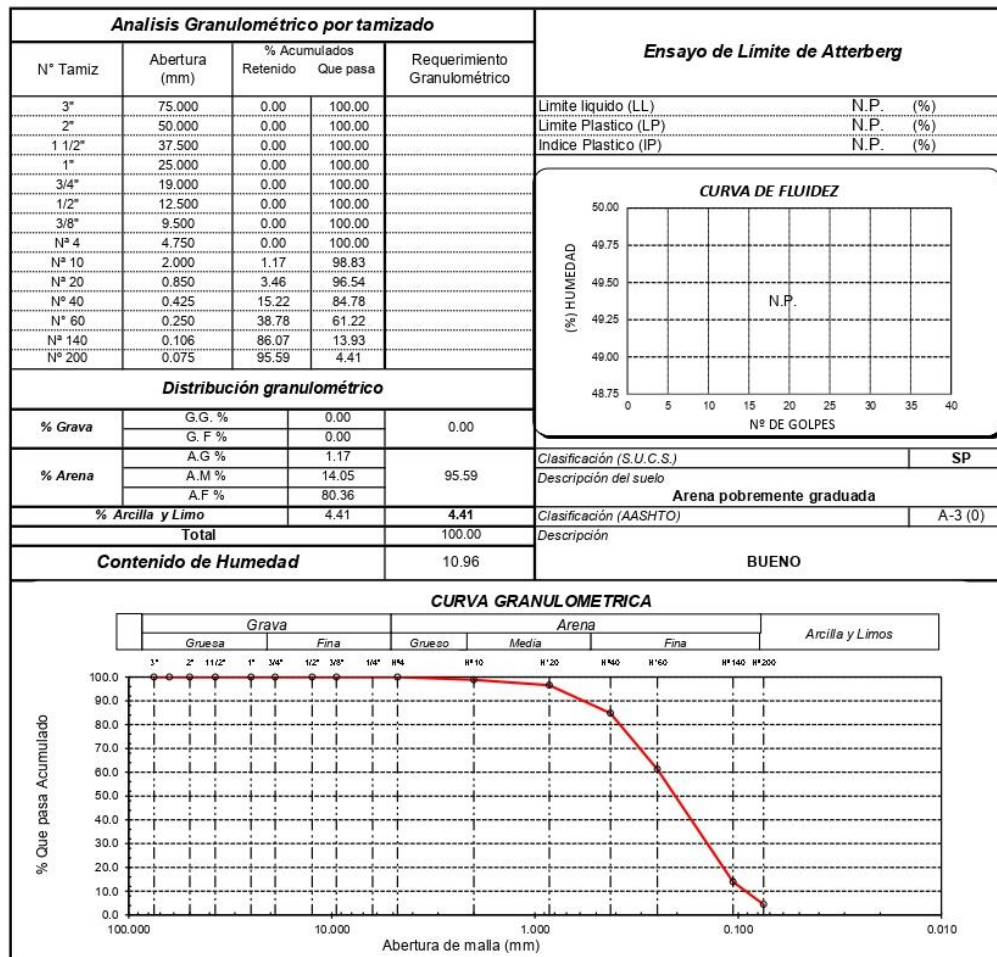 Analisis Granulométrico por tamizado
N° Tamiz Abertura (mm) % Acumulados Retenido Que pasa Requerimiento Granulométrico
3" 75.000 0.00 100.00
2" 50.000 0.00 100.00
1 1/2" 37.500 0.00 100.00
1" 25.000 0.00 100.00
3/4" 19.000 0.00 100.00
1/2" 12.500 0.00 100.00
3/8" 9.500 0.00 100.00
Nª 4 4.750 0.00 100.00
Nª 10 2.000 1.17 98.83
Nª 20 0.850 3.46 96.54
Nº 40 0.425 15.22 84.78
N° 60 0.250 38.78 61.22
Nª 140 0.106 86.07 13.93
Nº 200 0.075 95.59 4.41
Distribución granulométrico
% Grava G.G. % 0.00 0.00
G. F % 0.00
% Arena A.G % 1.17 95.59
A.M % 14.05
A.F % 80.36
% Arcilla y Limo 4.41 4.41
Total 100.00
Contenido de Humedad 10.96
Ensayo de Límite de Atterberg
Limite liquido (LL) N.P. (%)
Limite Plastico (LP) N.P. (%)
Indice Plastico (IP) N.P. (%)
CURVA DE FLUIDEZ
(%) HUMEDAD
50.00
49.75
49.50
49.25
49.00
48.75
N.P.
0 5 10 15 20 25 30 35 40
Nº DE GOLPES
Clasificación (S.U.C.S.) SP
Descripción del suelo
Arena pobremente graduada
Clasificación (AASHTO) A-3 (0)
Descripción
BUENO
CURVA GRANULOMETRICA
Grava Arena Arcilla y Limos
Gruesa Fina Grueso Media Fina
3" 2" 11/2" 1" 3/4" 1/2" 3/8" 1/4" Nª4 Nª10 Nª20 Nª40 Nª60 Nª140 Nª200
% Que pasa Acumulado
100.0
90.0
80.0
70.0
60.0
50.0
40.0
30.0
20.0
10.0
0.0
100.000 10.000 1.000 0.100 0.010
Abertura de malla (mm)